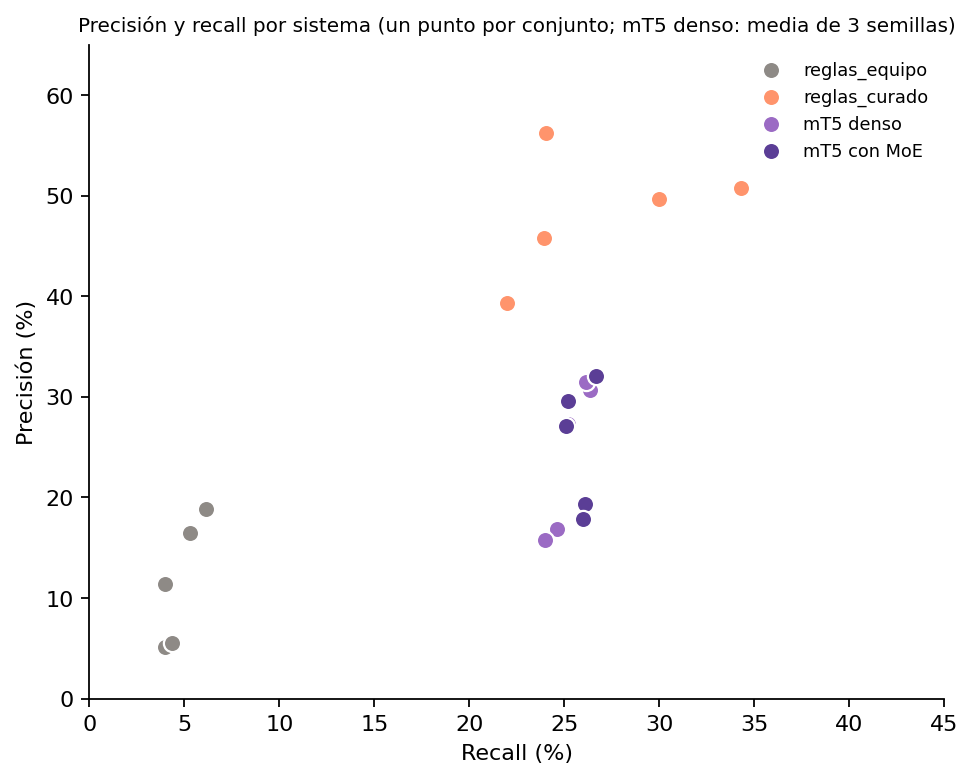 Precisión y recall por sistema (un punto por conjunto; mT5 denso: media de 3 semillas)
reglas_equipo
reglas_curado
mT5 denso
mT5 con MoE
Precisión (%)
60
50
40
30
20
10
0
0 5 10 15 20 25 30 35 40 45
Recall (%)